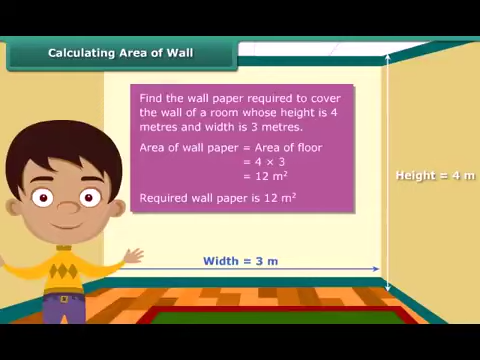 Calculating Area of Wall
Find the wall paper required to cover
the wall of a room whose height is 4
metres and width is 3 metres.
Area of wall paper = Area of floor
= 4 × 3
= 12 m²
Required wall paper is 12 m²
Height = 4 m
Width = 3 m